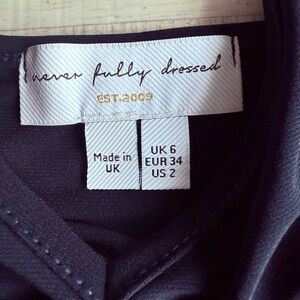 never fully dressed
EST.2009
Made in
UK
UK 6
EUR 34
US 2